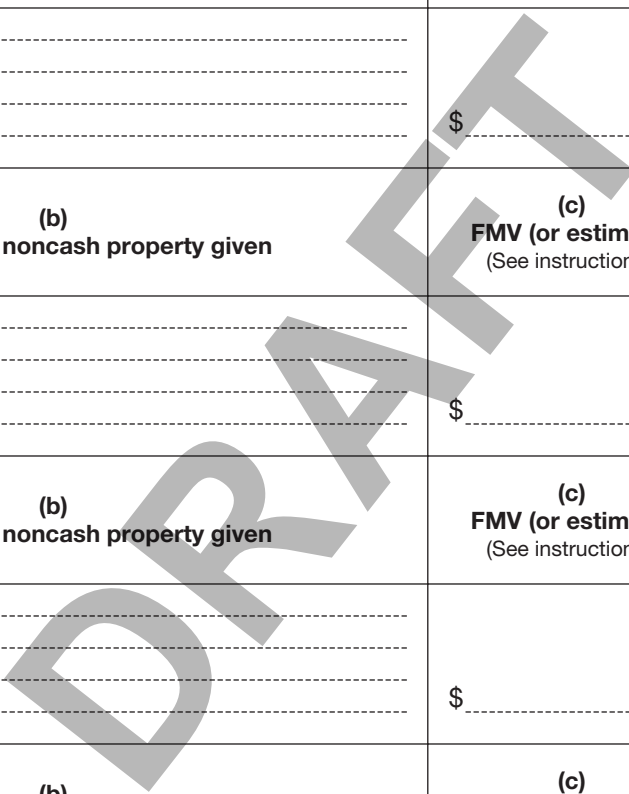 $
(b)
noncash property given
(c)
FMV (or estim
(See instruction
$
(b)
noncash property given
(c)
FMV (or estim
(See instruction
$
(b)
(c)
DRAFT